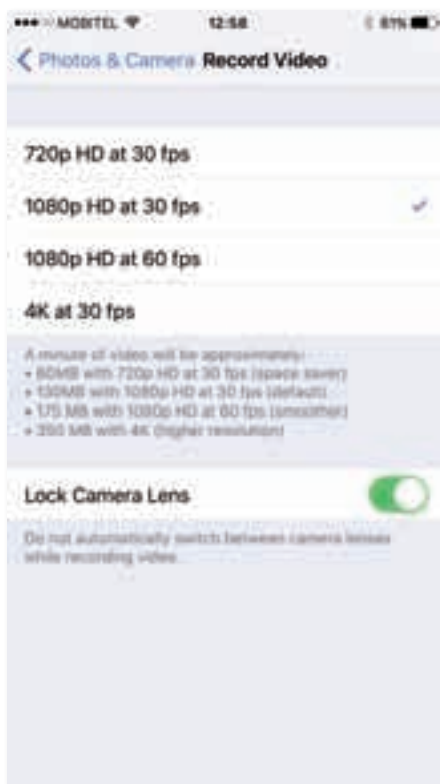 MOBITEL 12:58 61%
Photos & Camera Record Video
720p HD at 30 fps
1080p HD at 30 fps
1080p HD at 60 fps
4K at 30 fps
A minute of video will be approximately:
• 60MB with 720p HD at 30 fps (space saver)
• 130MB with 1080p HD at 30 fps (default)
• 175 MB with 1080p HD at 60 fps (smoother)
• 350 MB with 4K (higher resolution)
Lock Camera Lens
Do not automatically switch between camera lenses
while recording video.